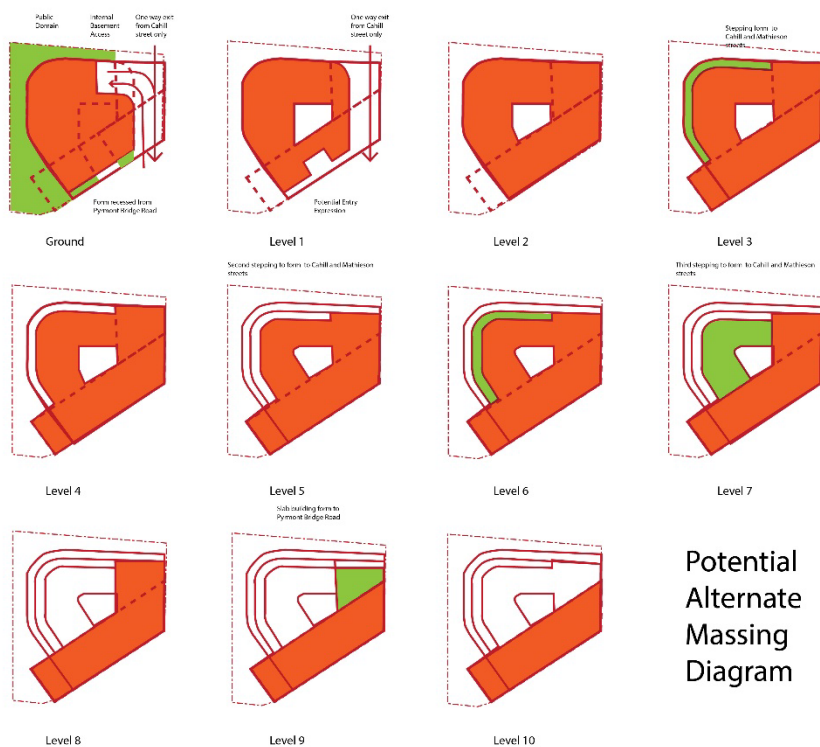 Public
Domain
Internal
Basement
Access
One way exit
from Cahill
street only
One way exit
from Cahill
street only
Stepping form to
Cahill and Mathieson
streets
Form recessed from
Pyrmont Bridge Road
Potential Entry
Expression
Ground
Level 1
Level 2
Level 3
Second stepping to form to Cahill and Mathieson
streets
Third stepping to form to Cahill and Mathieson
streets
Level 4
Level 5
Level 6
Level 7
Slab building form to
Pyrmont Bridge Road
Level 8
Level 9
Level 10
Potential
Alternate
Massing
Diagram